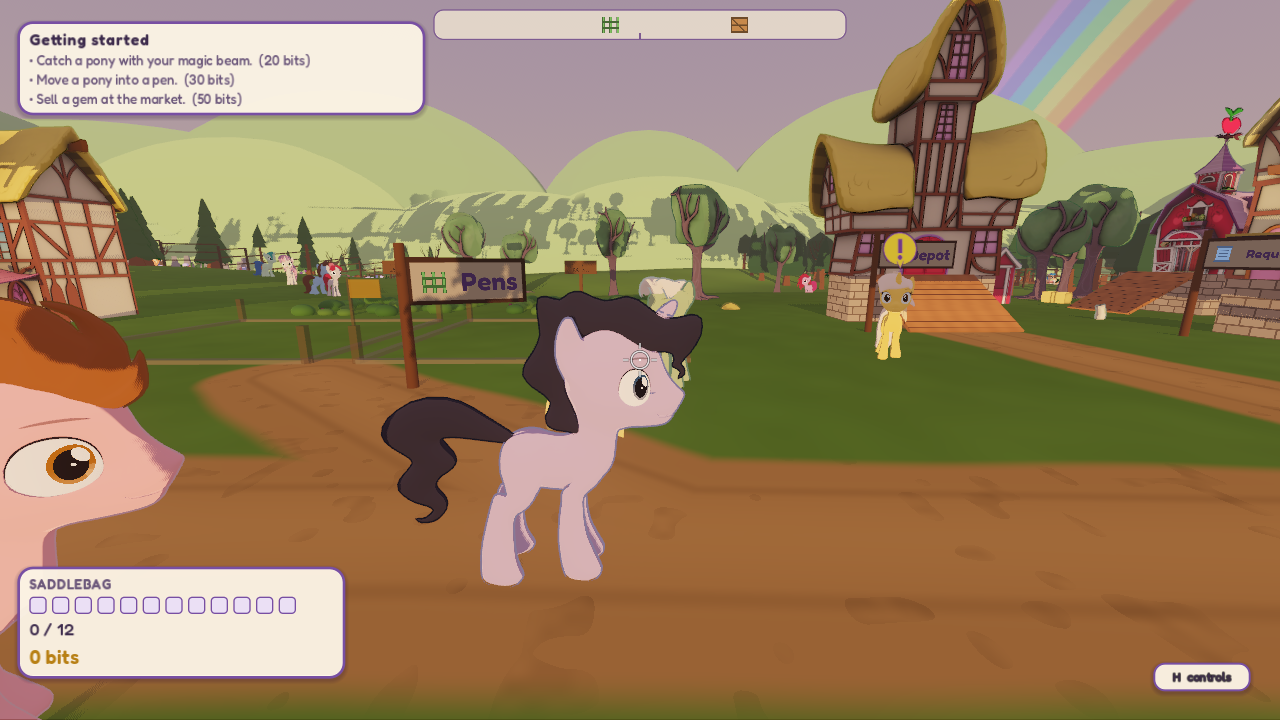 Getting started
• Catch a pony with your magic beam. (20 bits)
• Move a pony into a pen. (30 bits)
• Sell a gem at the market. (50 bits)
Pens
Depot
SADDLEBAG
0 / 12
0 bits
H controls